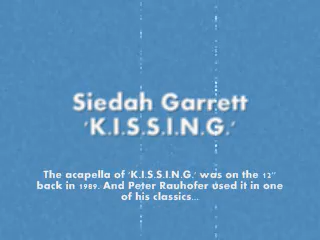 Siedah Garrett
'K.I.S.S.I.N.G.'
The acapella of 'K.I.S.S.I.N.G.' was on the 12"
back in 1989. And Peter Rauhofer used it in one
of his classics...